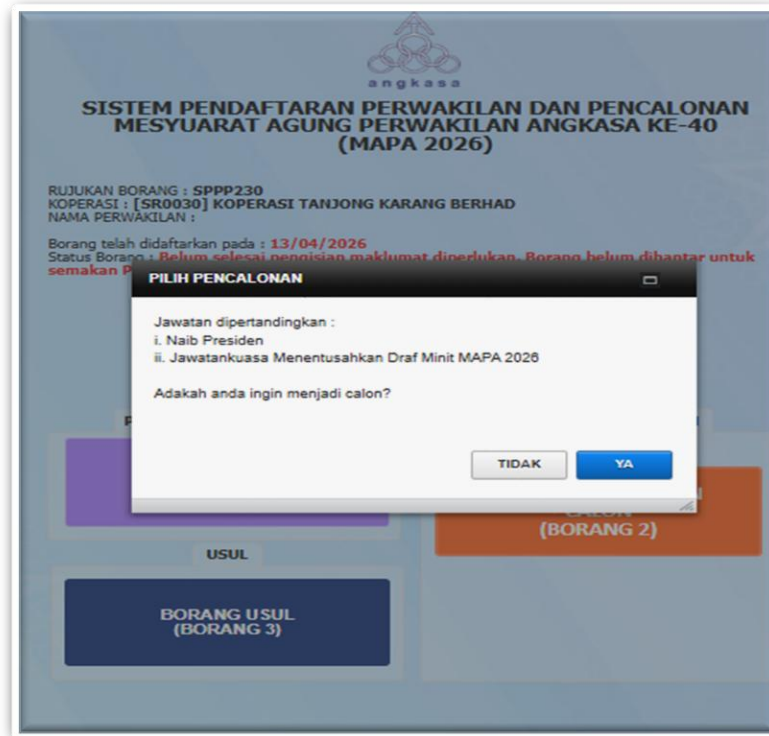 angkasa
SISTEM PENDAFTARAN PERWAKILAN DAN PENCALONAN
MESYUARAT AGUNG PERWAKILAN ANGKASA KE-40
(MAPA 2026)
RUJUKAN BORANG : SPPP230
KOPERASI : [SR0030] KOPERASI TANJONG KARANG BERHAD
NAMA PERWAKILAN :
Borang telah didaftarkan pada : 13/04/2026
Status Borang : Belum selesai pengisian maklumat diperlukan. Borang belum dihantar untuk
semakan P
PILIH PENCALONAN
Jawatan dipertandingkan :
i. Naib Presiden
ii. Jawatankuasa Menentusahkan Draf Minit MAPA 2026
Adakah anda ingin menjadi calon?
TIDAK YA
CALON
(BORANG 2)
USUL
BORANG USUL
(BORANG 3)